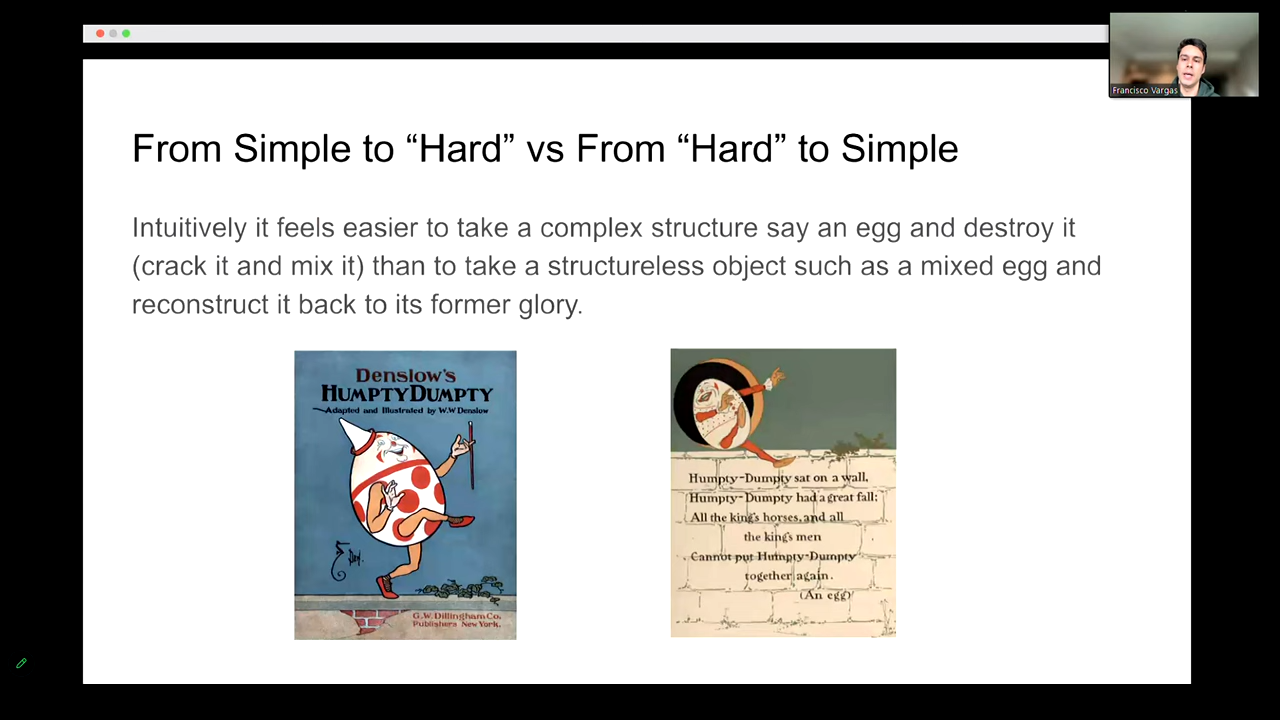 Francisco Vargas
From Simple to “Hard” vs From “Hard” to Simple
Intuitively it feels easier to take a complex structure say an egg and destroy it
(crack it and mix it) than to take a structureless object such as a mixed egg and
reconstruct it back to its former glory.
Denslow's
HUMPTY DUMPTY
Adapted and Illustrated by W.W Denslow
Den.
G.W. Dillingham Co.
Publishers New York.
Humpty-Dumpty sat on a wall,
Humpty-Dumpty had a great fall;
All the king's horses, and all
the king's men
Cannot put Humpty-Dumpty
together again.
(An egg)